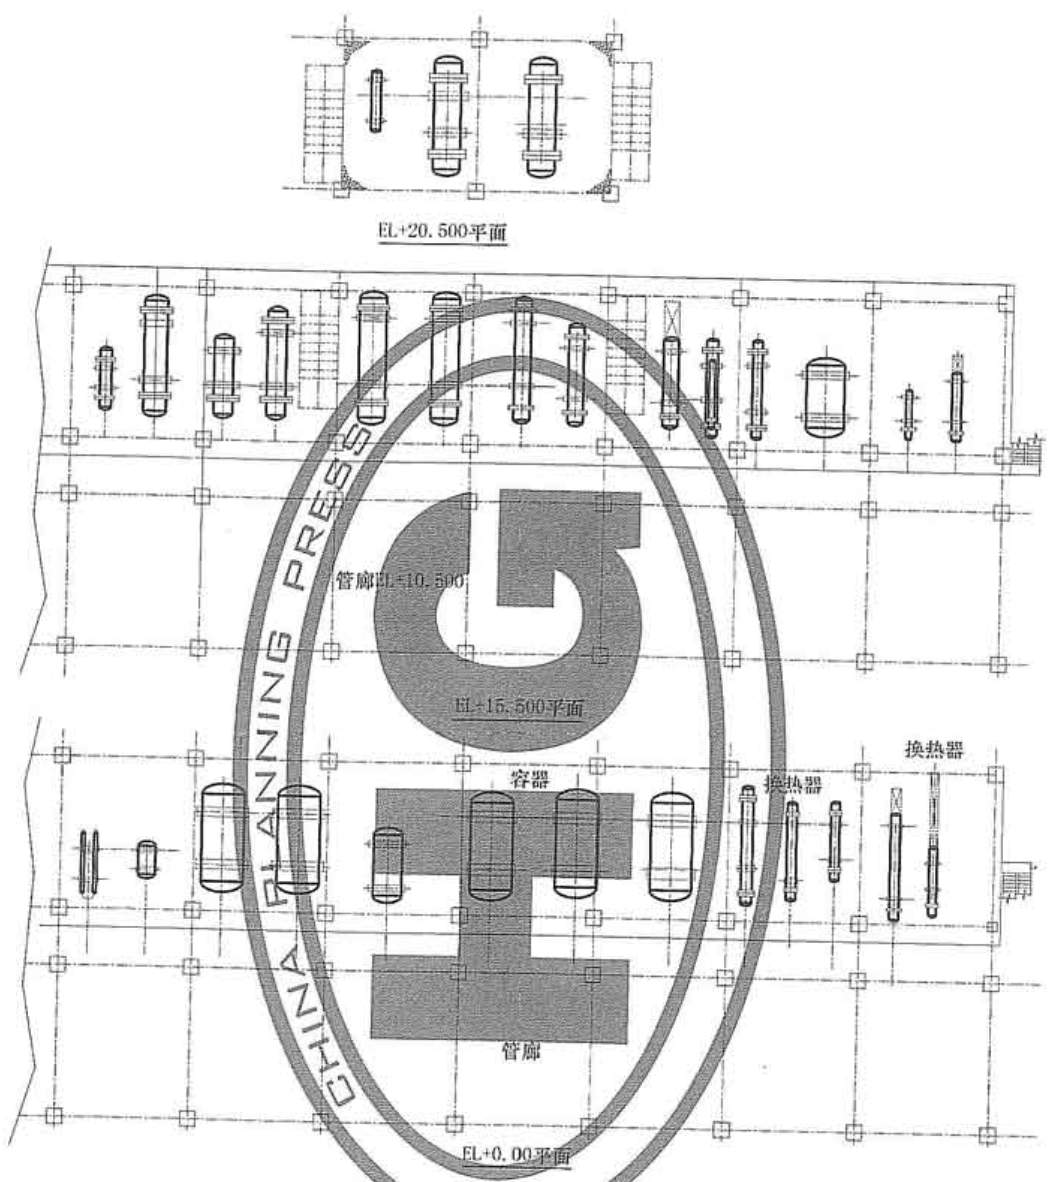 EL+20.500平面
管廊EL+10.500
EL+15.500平面
换热器
容器
换热器
管廊
EL+0.00平面
CHINA PLANNING PRESS